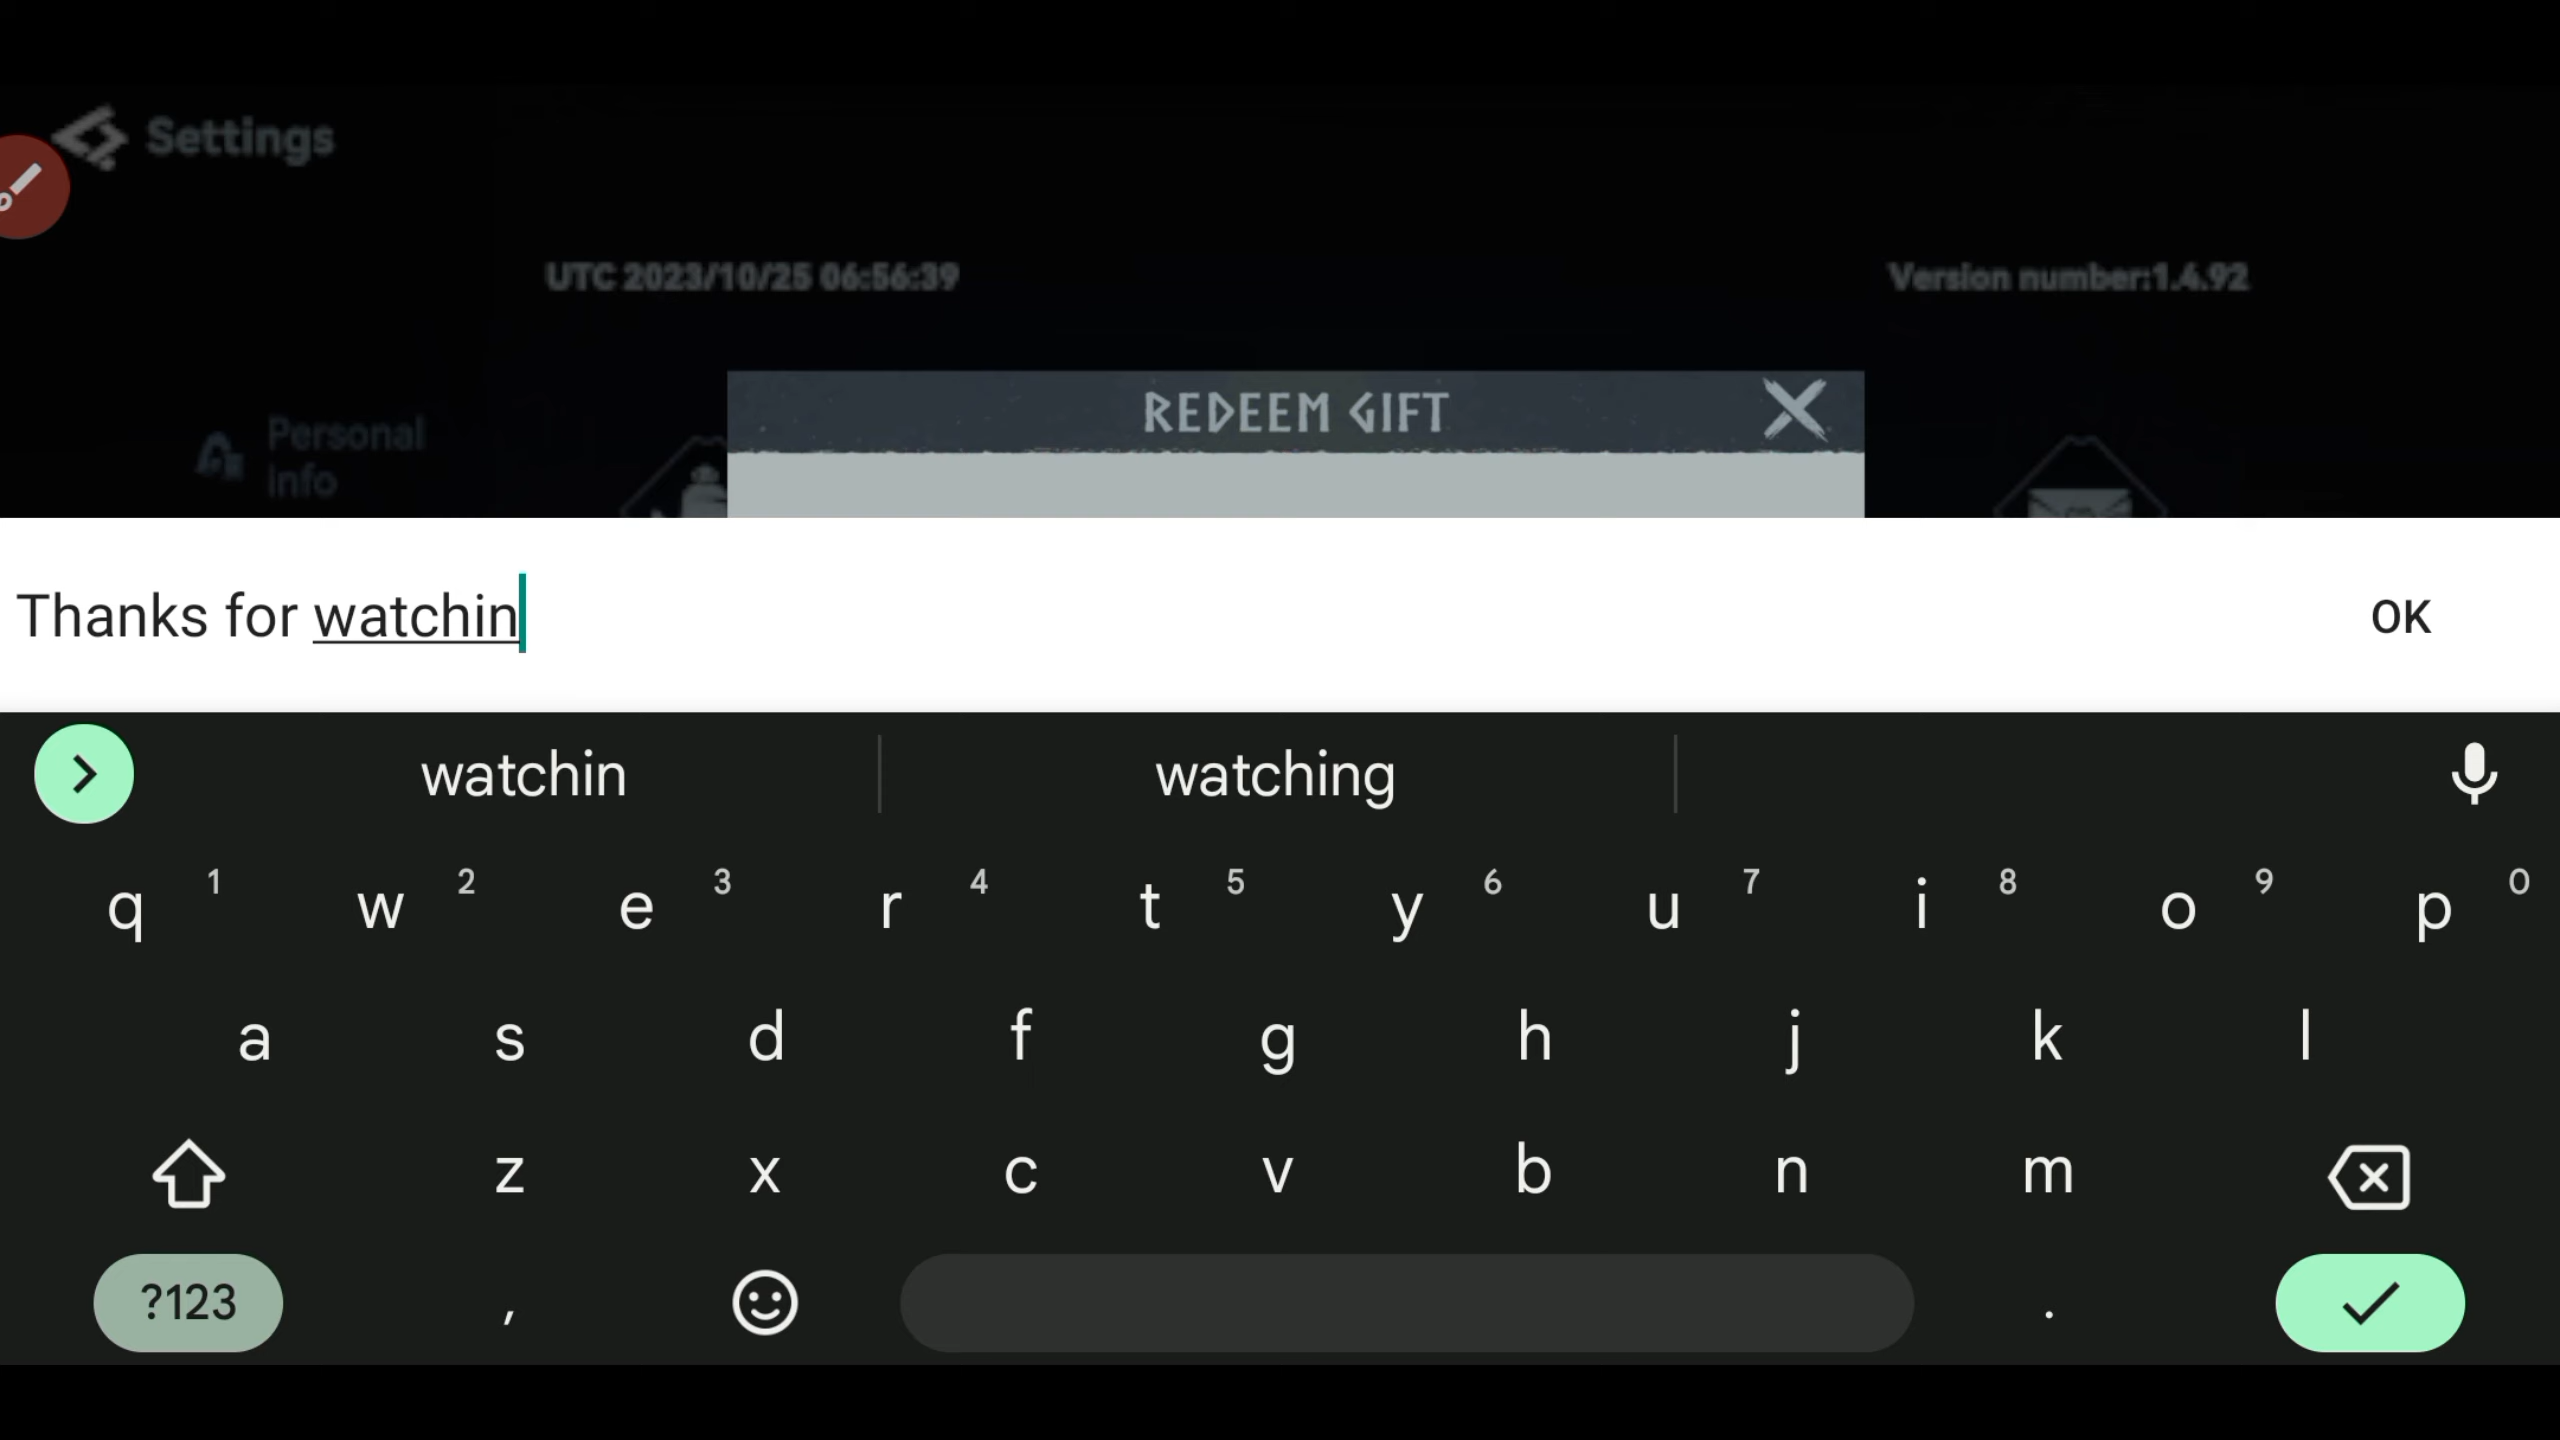 Settings
UTC 2023/10/25 06:56:39
Version number:1.4.92
REDEEM GIFT
Personal
Info
Thanks for watchin
OK
watchin watching
q 1 w 2 e 3 r 4 t 5 y 6 u 7 i 8 o 9 p 0
a s d f g h j k l
z x c v b n m
?123 , .